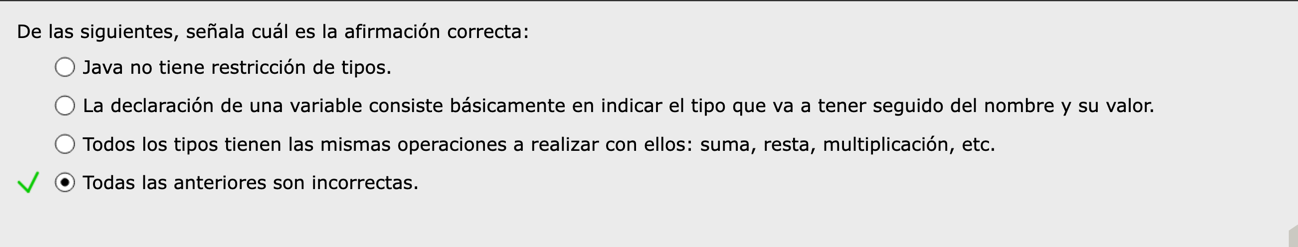 De las siguientes, señala cuál es la afirmación correcta:
Java no tiene restricción de tipos.
La declaración de una variable consiste básicamente en indicar el tipo que va a tener seguido del nombre y su valor.
Todos los tipos tienen las mismas operaciones a realizar con ellos: suma, resta, multiplicación, etc.
Todas las anteriores son incorrectas.